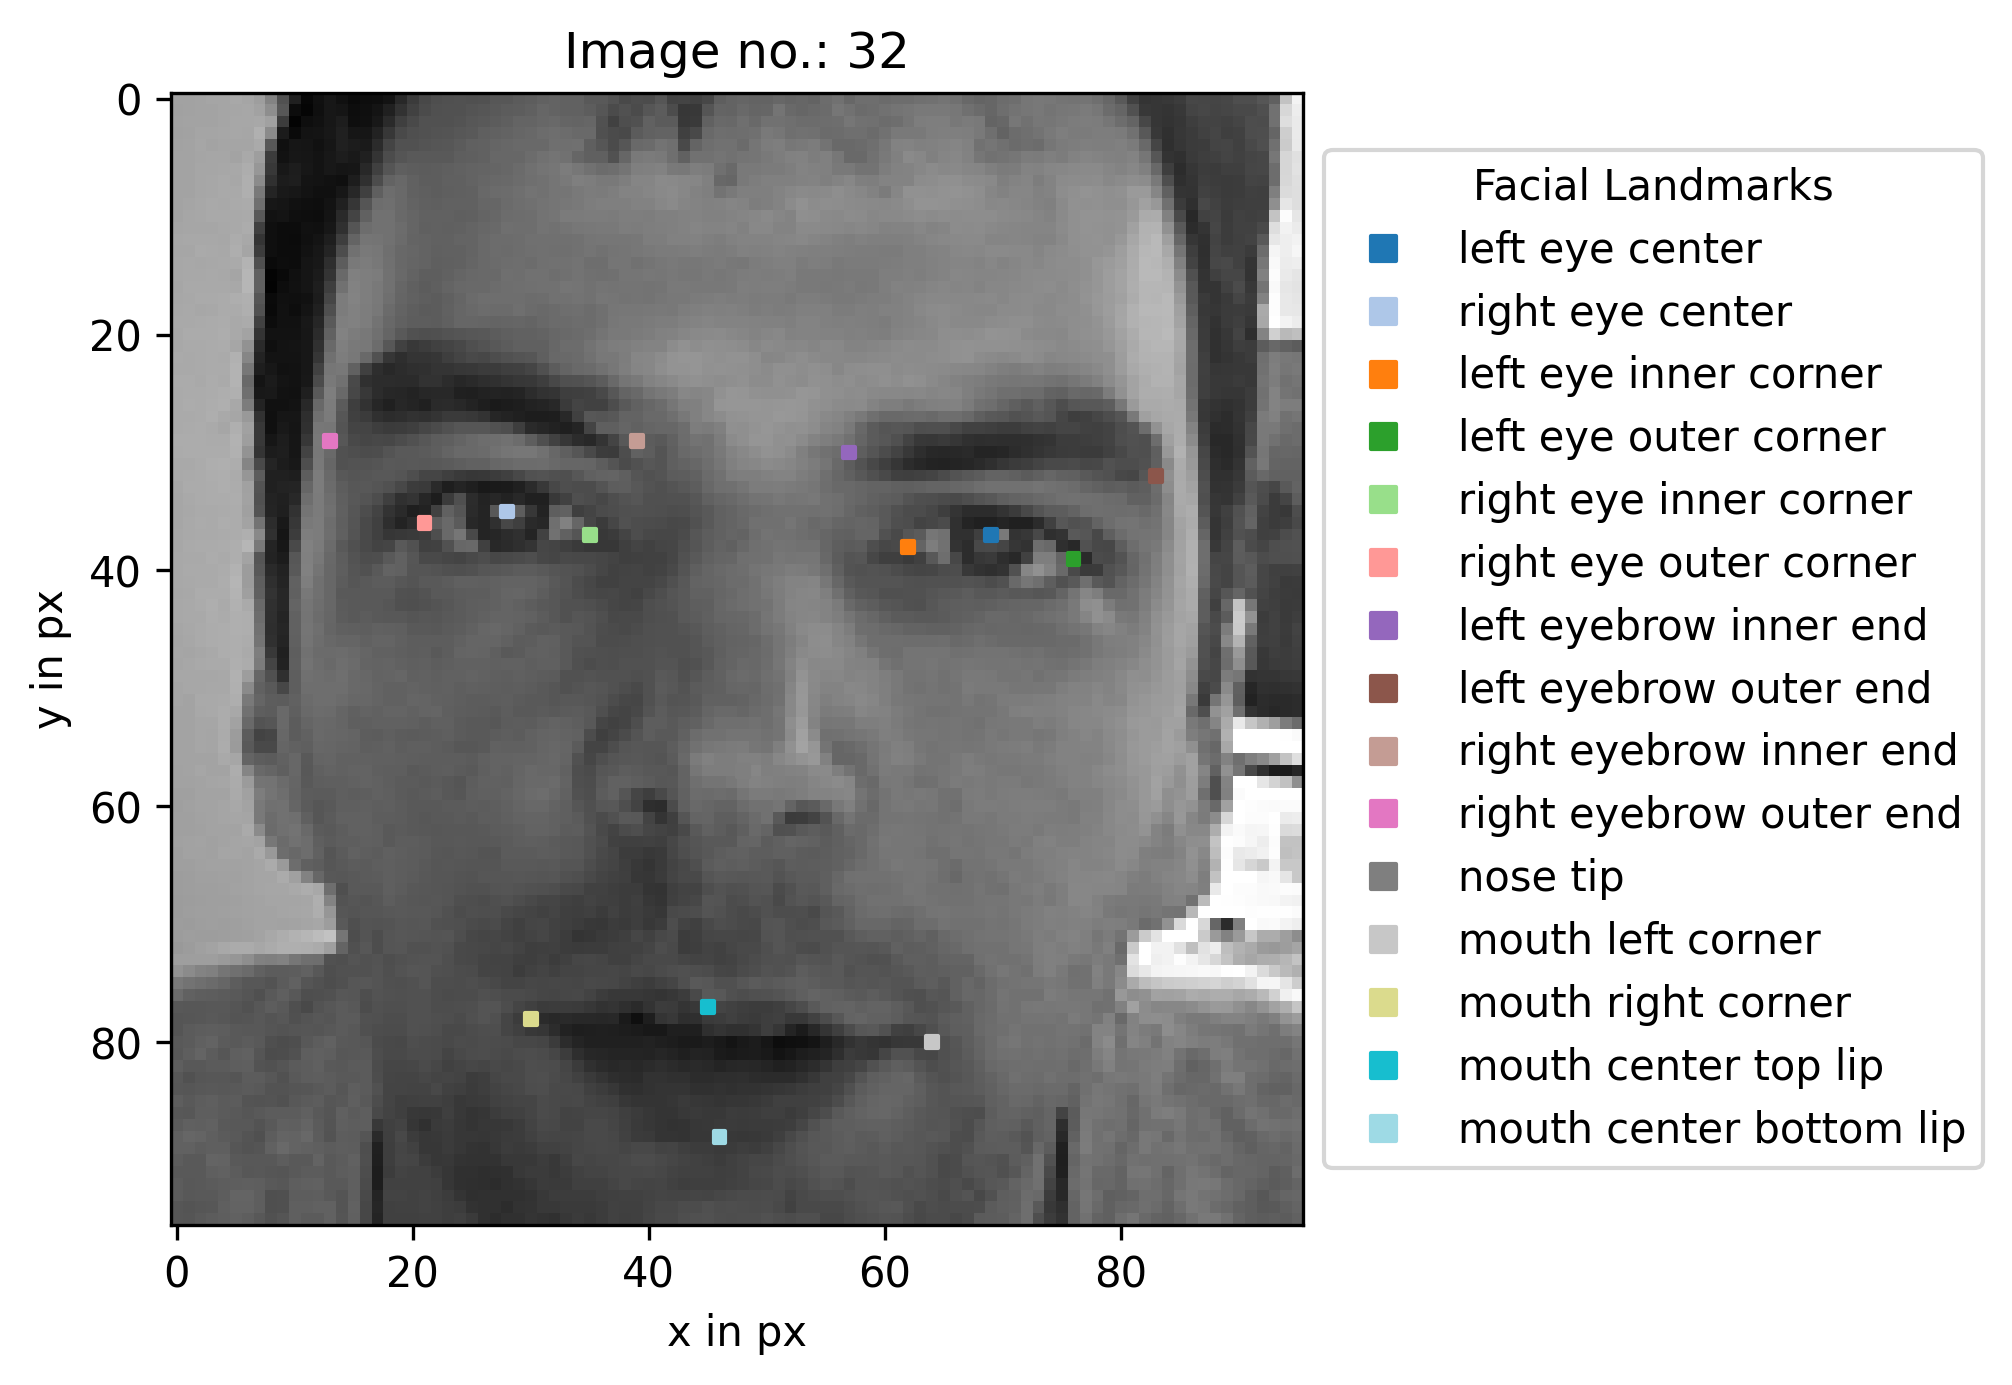 Image no.: 32
0
20
40
60
80
y in px
0
20
40
60
80
x in px
Facial Landmarks
left eye center
right eye center
left eye inner corner
left eye outer corner
right eye inner corner
right eye outer corner
left eyebrow inner end
left eyebrow outer end
right eyebrow inner end
right eyebrow outer end
nose tip
mouth left corner
mouth right corner
mouth center top lip
mouth center bottom lip